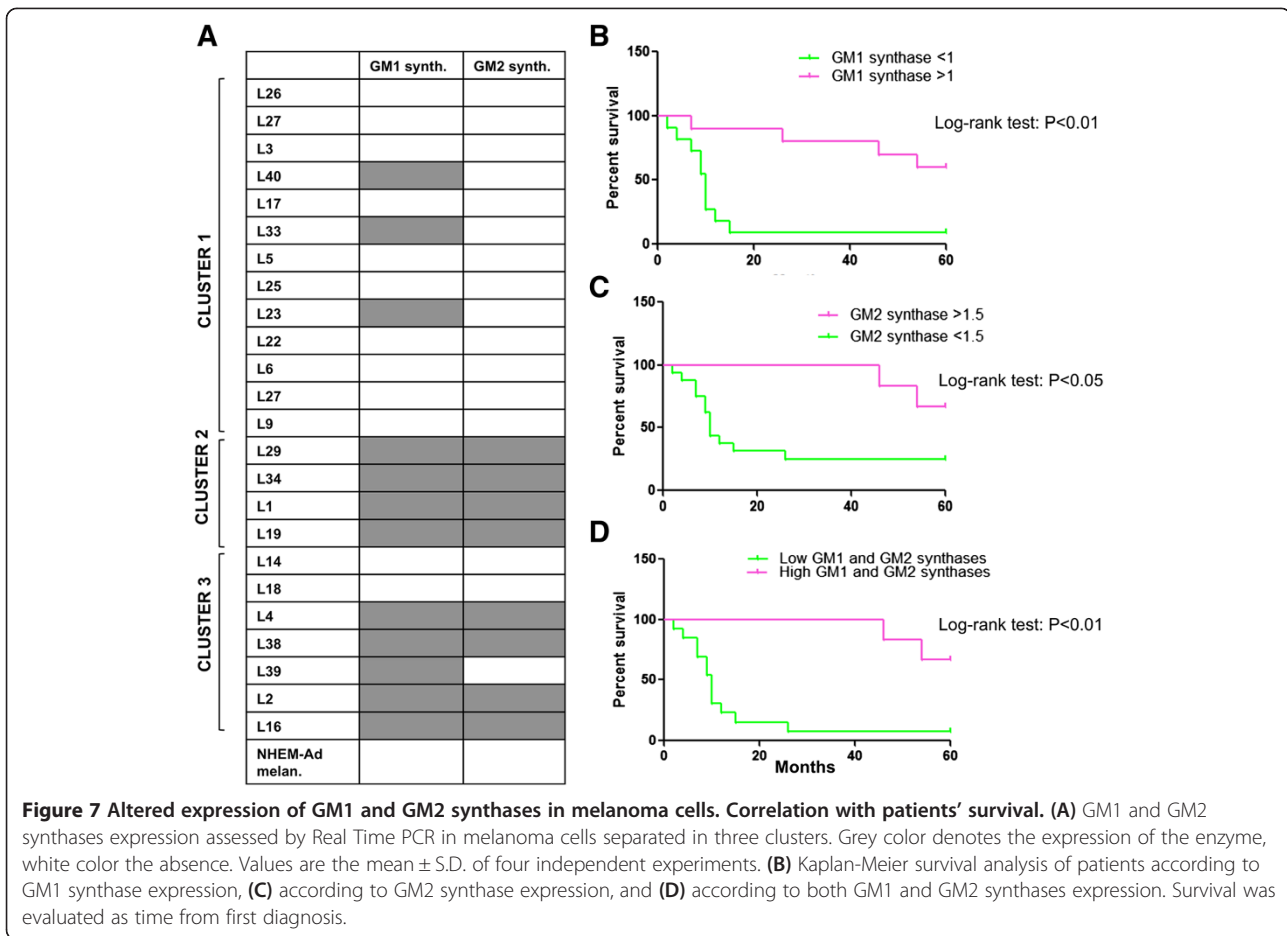 A
GM1 synth. GM2 synth.
CLUSTER 1
L26
L27
L3
L40
L17
L33
L5
L25
L23
L22
L6
L27
L9
CLUSTER 2
L29
L34
L1
L19
CLUSTER 3
L14
L18
L4
L38
L39
L2
L16
NHEM-Ad
melan.
B
GM1 synthase <1
GM1 synthase >1
Log-rank test: P<0.01
Percent survival
150
100
50
0
0 20 40 60
C
GM2 synthase >1.5
GM2 synthase <1.5
Log-rank test: P<0.05
Percent survival
150
100
50
0
0 20 40 60
D
Low GM1 and GM2 synthases
High GM1 and GM2 synthases
Log-rank test: P<0.01
Percent survival
150
100
50
0
0 20 40 60
Months
Figure 7 Altered expression of GM1 and GM2 synthases in melanoma cells. Correlation with patients' survival. (A) GM1 and GM2
synthases expression assessed by Real Time PCR in melanoma cells separated in three clusters. Grey color denotes the expression of the enzyme,
white color the absence. Values are the mean ± S.D. of four independent experiments. (B) Kaplan-Meier survival analysis of patients according to
GM1 synthase expression, (C) according to GM2 synthase expression, and (D) according to both GM1 and GM2 synthases expression. Survival was
evaluated as time from first diagnosis.